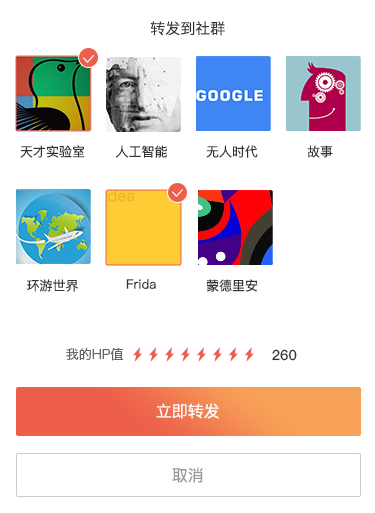 转发到社群
GOOGLE
天才实验室
人工智能
无人时代
故事
dea
环游世界
Frida
蒙德里安
我的HP值 260
立即转发
取消